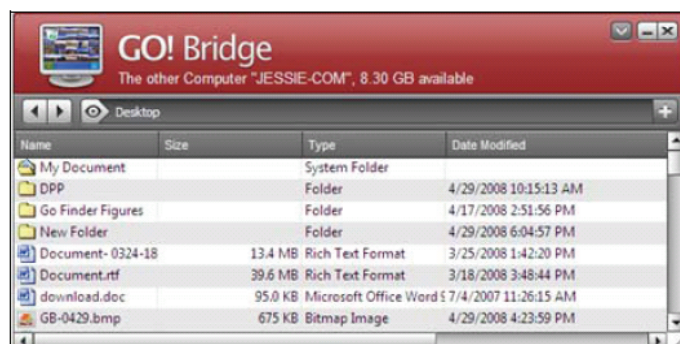 GO! Bridge
The other Computer "JESSIE-COM", 8.30 GB available
Desktop
Name Size Type Date Modified
My Document System Folder
DPP Folder 4/29/2008 10:15:13 AM
Go Finder Figures Folder 4/17/2008 2:51:56 PM
New Folder Folder 4/29/2008 6:04:57 PM
Document- 0324-18 13.4 MB Rich Text Format 3/25/2008 1:42:20 PM
Document.rtf 39.6 MB Rich Text Format 3/18/2008 3:48:44 PM
download.doc 95.0 KB Microsoft Office Word 9 7/4/2007 11:26:15 AM
GB-0429.bmp 675 KB Bitmap Image 4/29/2008 4:23:59 PM